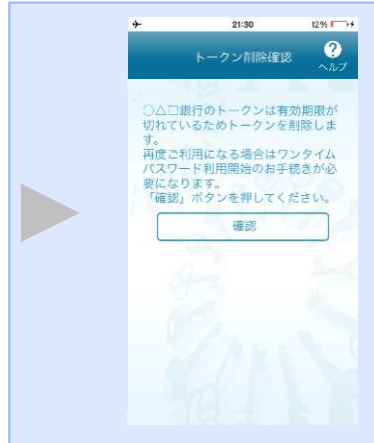 21:30
12%
トークン削除確認
?
ヘルプ
○△□銀行のトークンは有効期限が
切れているためトークンを削除しま
す。
再度ご利用になる場合はワンタイム
パスワード利用開始のお手続きが必
要になります。
「確認」ボタンを押してください。
確認